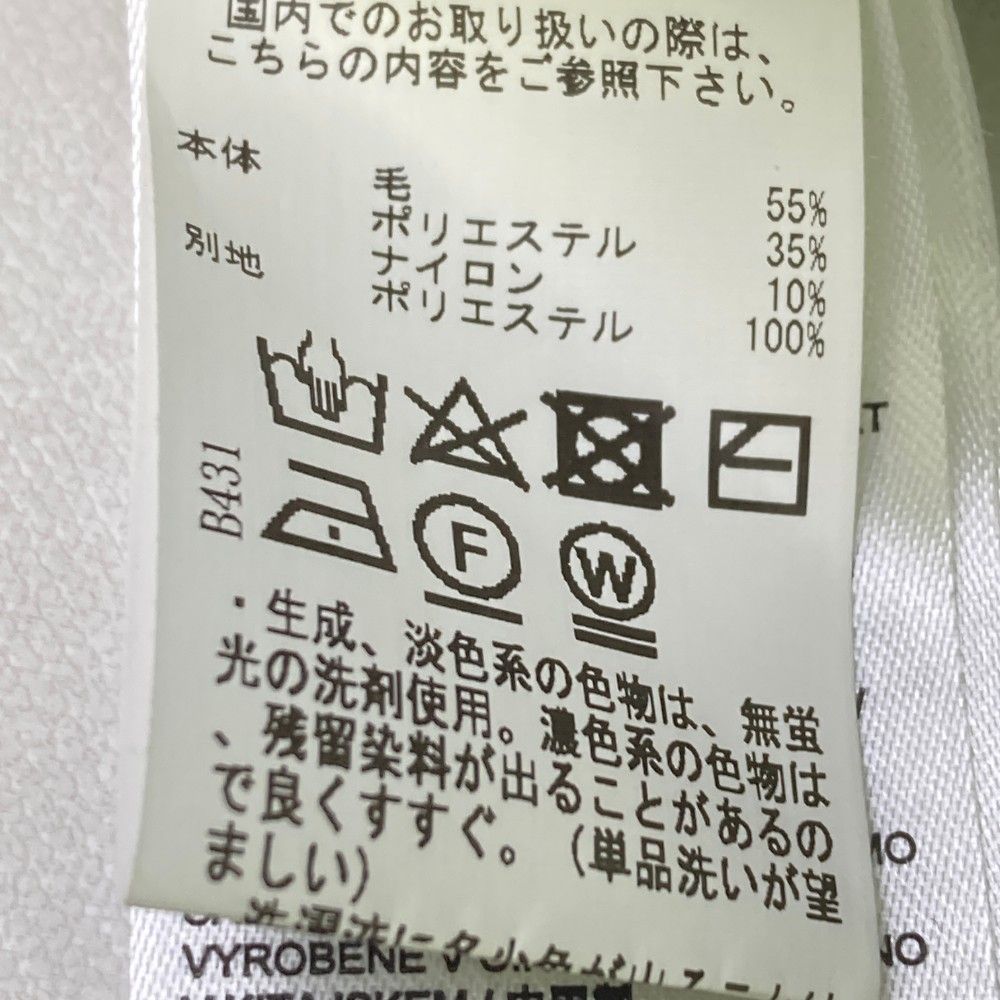 国内でのお取り扱いの際は、
こちらの内容をご参照下さい。
本体
毛 55%
ポリエステル 35%
ナイロン 10%
別地
ポリエステル 100%
B431
F
W
・生成、淡色系の色物は、無蛍
光の洗剤使用。濃色系の色物は
、残留染料が出ることがあるの
で良くすすぐ。（単品洗いが望
ましい）
VYROBENE V
MO
NO